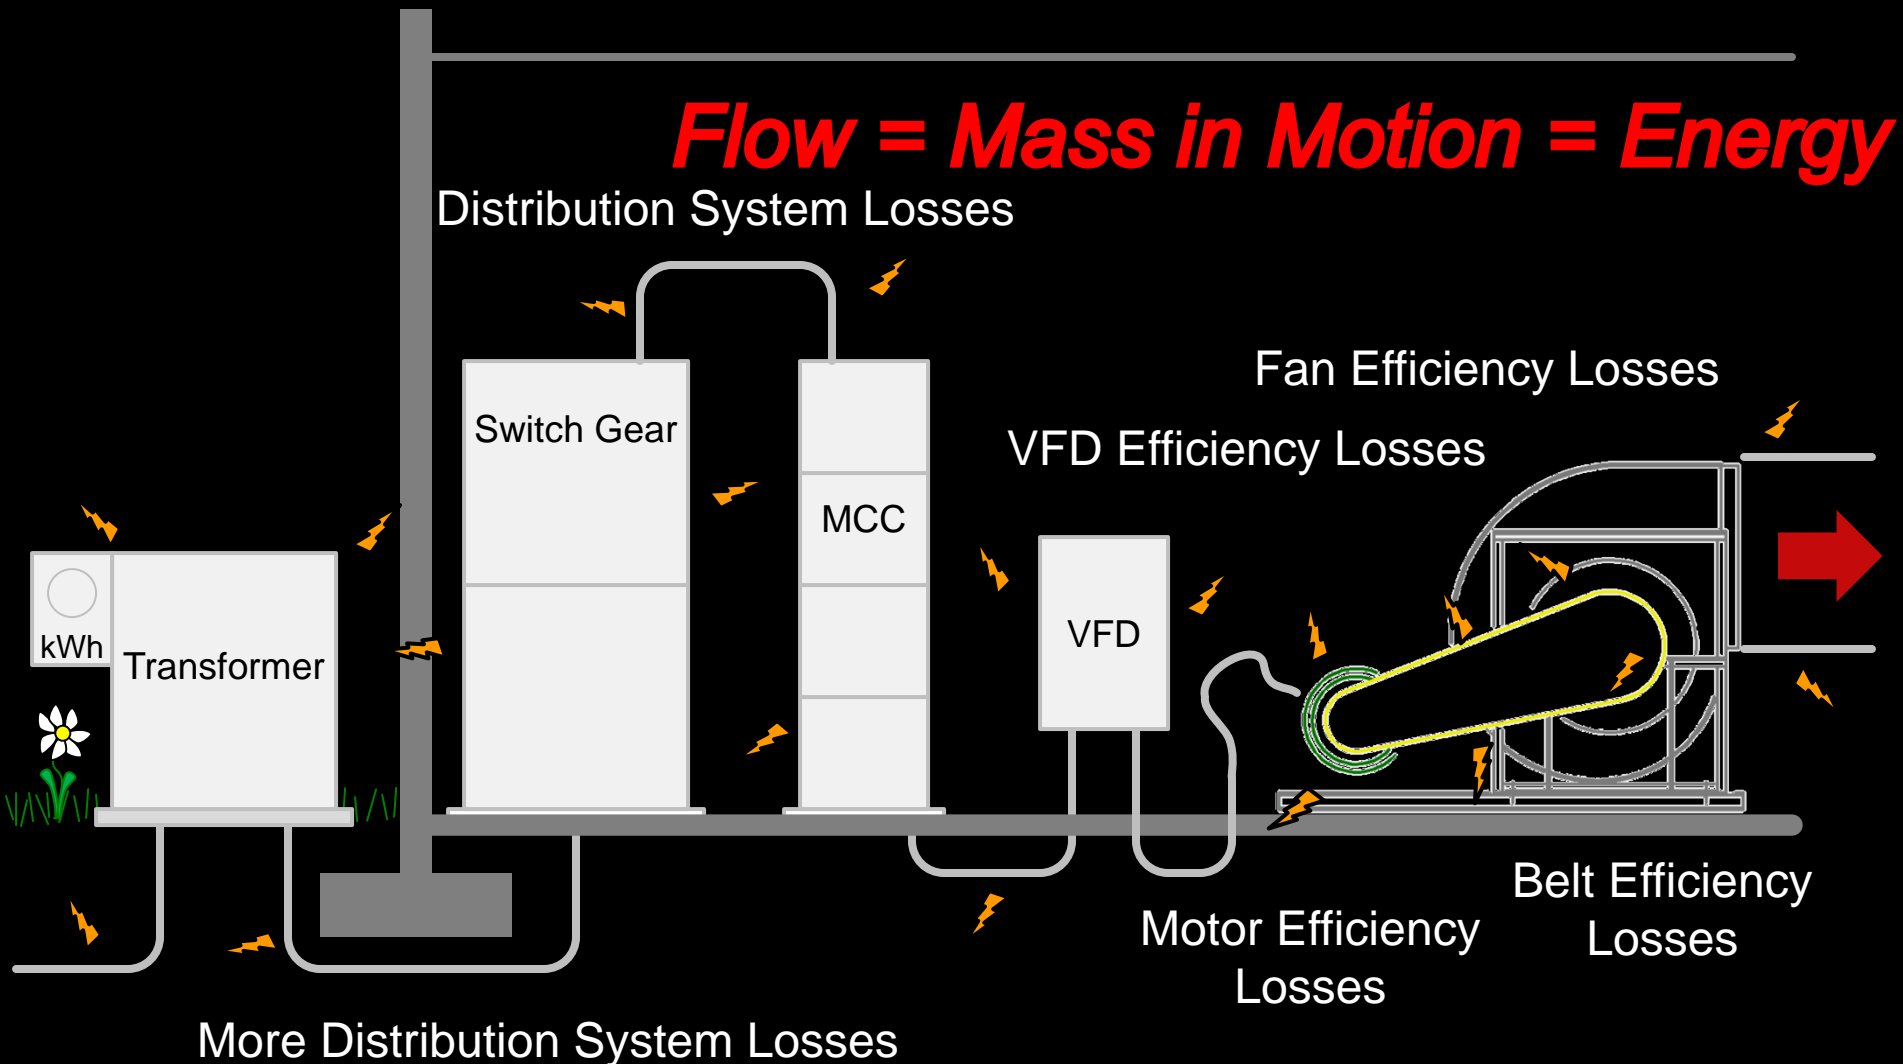 Flow = Mass in Motion = Energy
Distribution System Losses
Fan Efficiency Losses
VFD Efficiency Losses
Switch Gear
MCC
VFD
kWh
Transformer
Belt Efficiency
Losses
Motor Efficiency
Losses
More Distribution System Losses